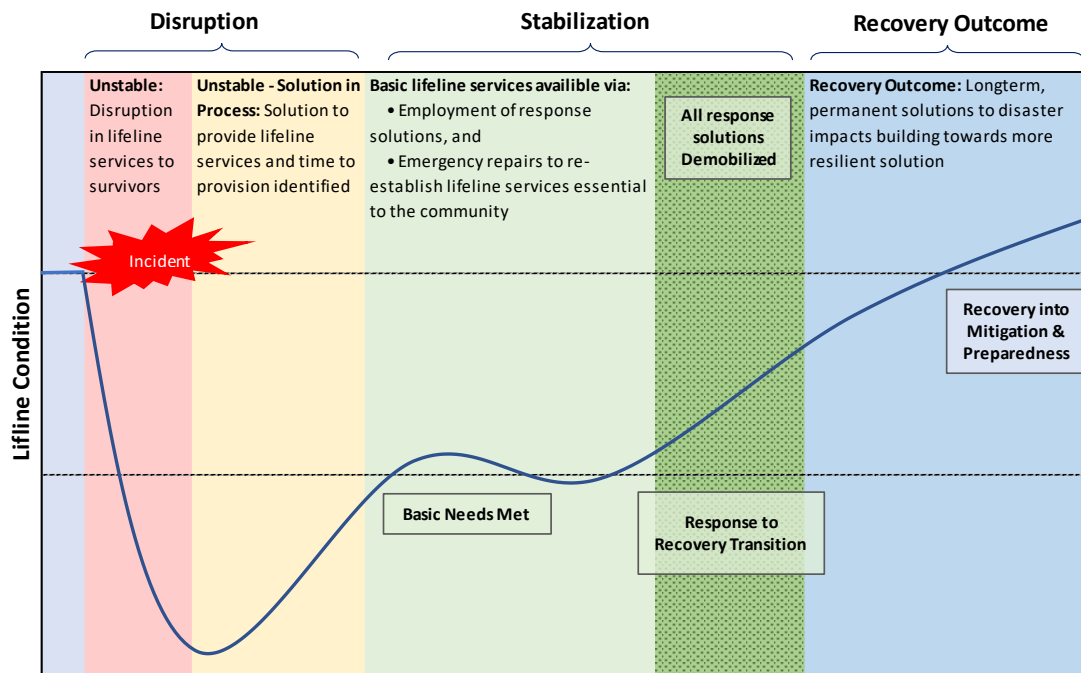 Disruption
Stabilization
Recovery Outcome
Unstable:
Disruption
in lifeline
services to
survivors
Unstable - Solution in
Process: Solution to
provide lifeline
services and time to
provision identified
Basic lifeline services availible via:
• Employment of response
solutions, and
• Emergency repairs to re-
establish lifeline services essential
to the community
All response
solutions
Demobilized
Recovery Outcome: Longterm,
permanent solutions to disaster
impacts building towards more
resilient solution
Incident
Lifline Condition
Recovery into
Mitigation &
Preparedness
Basic Needs Met
Response to
Recovery Transition